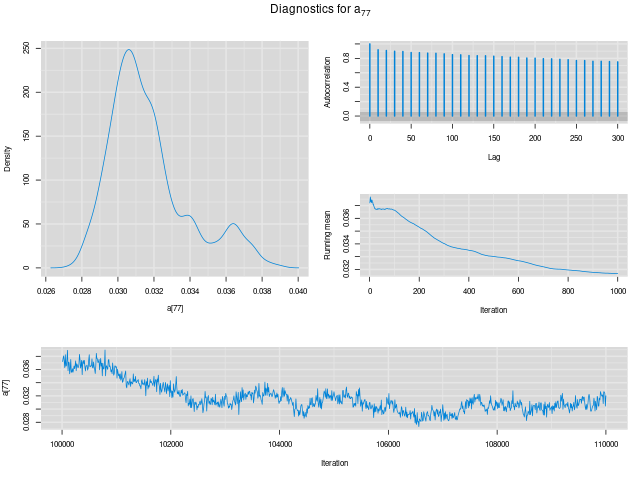 Diagnostics for a77
Density
0 50 100 150 200 250
0.026 0.028 0.030 0.032 0.034 0.036 0.038 0.040
a[77]
Autocorrelation
0.0 0.4 0.8
0 50 100 150 200 250 300
Lag
Running mean
0.032 0.034 0.036
0 200 400 600 800 1000
Iteration
a[77]
0.028 0.032 0.036
100000 102000 104000 106000 108000 110000
Iteration